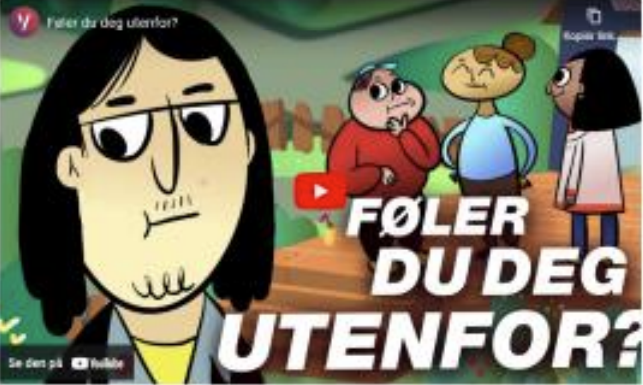 Føler du deg utenfor?
Kopier link
FØLER
DU DEG
UTENFOR?
Se den på YouTube